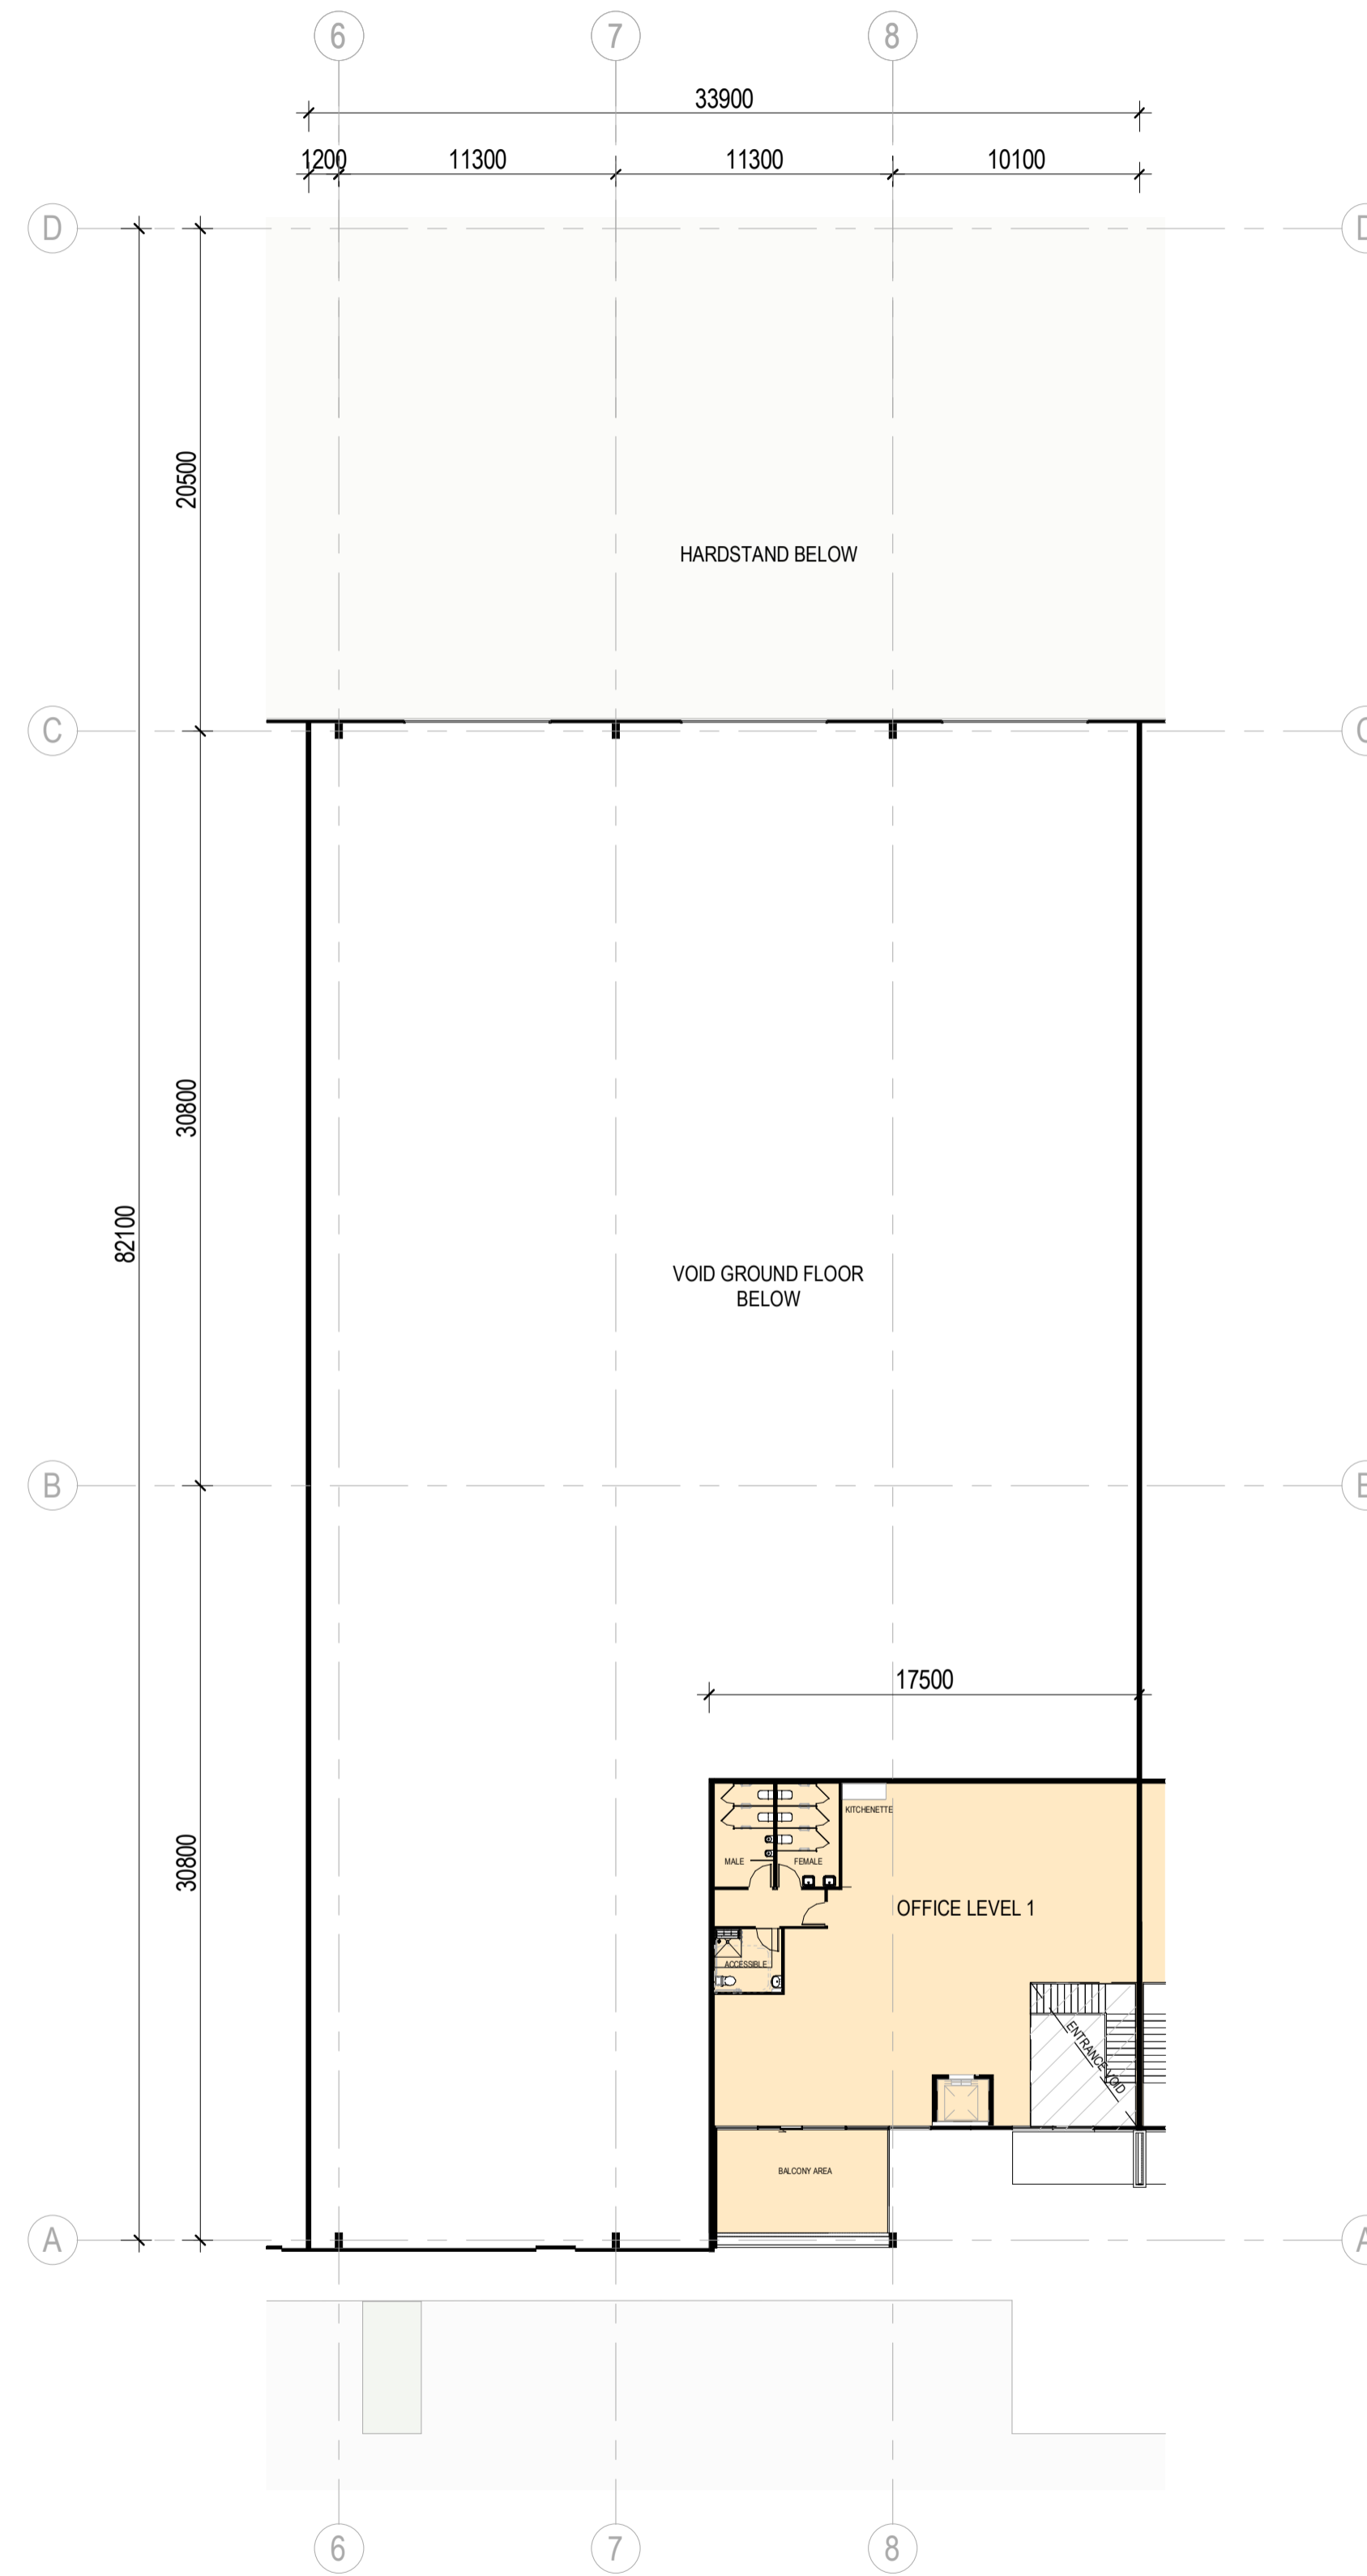 6 7 8
33900
1200 11300 11300 10100
D D
20500
HARDSTAND BELOW
C C
30800
82100
VOID GROUND FLOOR
BELOW
B B
17500
30800
KITCHENETTE
MALE FEMALE
OFFICE LEVEL 1
ACCESSIBLE
ENTRANCE VOID
BALCONY AREA
A A
6 7 8